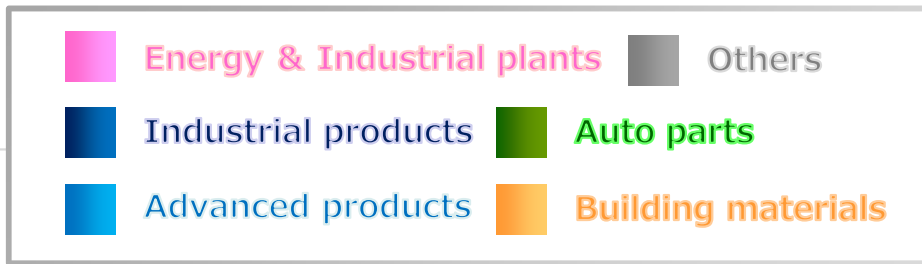 Energy & Industrial plants Others
Industrial products Auto parts
Advanced products Building materials